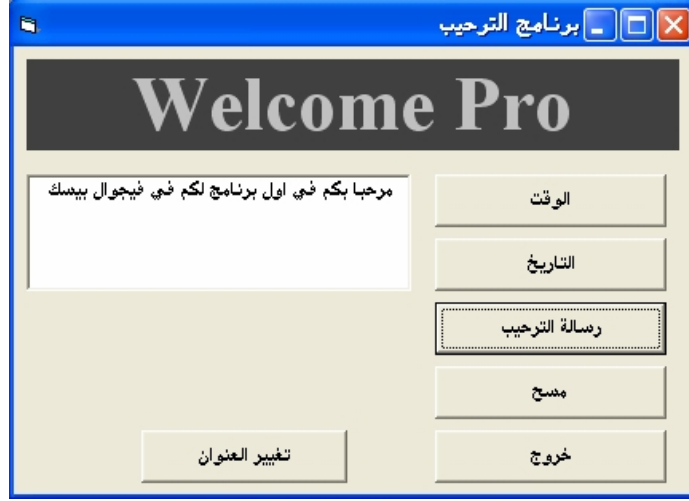 برنامج الترحيب
Welcome Pro
الوقت
مرحبا بكم في اول برنامج لكم في فيجوال بيسك
التاريخ
رسالة الترحيب
مسح
خروج
تغيير العنوان